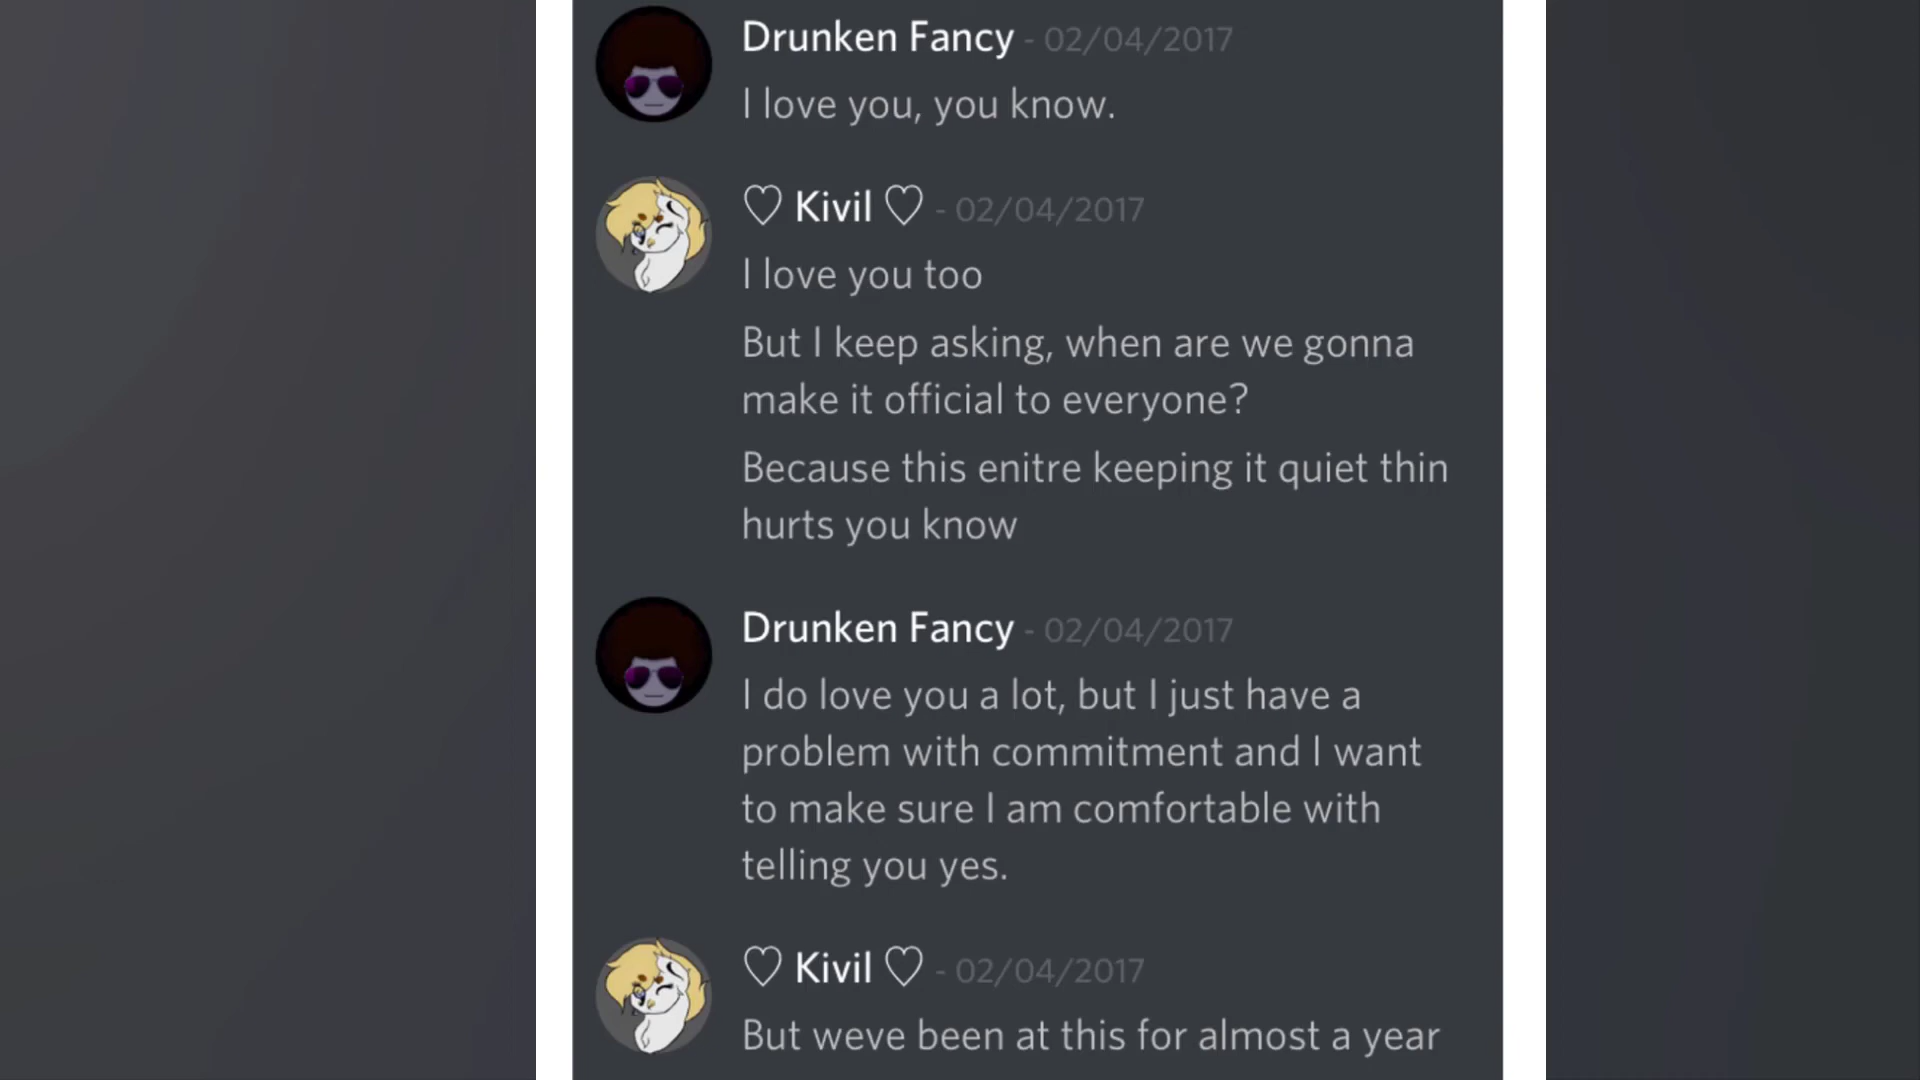 Drunken Fancy - 02/04/2017
I love you, you know.
♡ Kivil ♡ - 02/04/2017
I love you too
But I keep asking, when are we gonna
make it official to everyone?
Because this enitre keeping it quiet thin
hurts you know
Drunken Fancy - 02/04/2017
I do love you a lot, but I just have a
problem with commitment and I want
to make sure I am comfortable with
telling you yes.
♡ Kivil ♡ - 02/04/2017
But weve been at this for almost a year